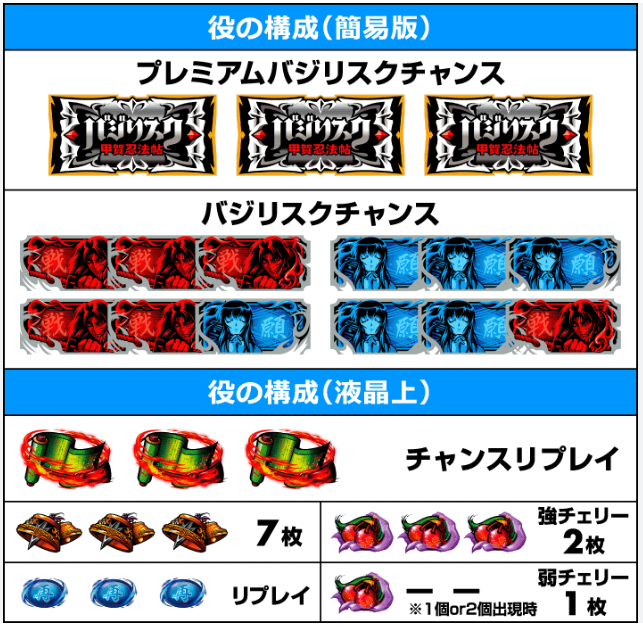 役の構成（簡易版）
プレミアムバジリスクチャンス
バジリスク バジリスク バジリスク
甲賀忍法帖 甲賀忍法帖 甲賀忍法帖
バジリスクチャンス
戦 戦 戦 願 願 願
戦 戦 願 願 願 戦
役の構成（液晶上）
チャンスリプレイ
7枚
強チェリー
2枚
再 再 再 リプレイ
弱チェリー
ー ー 1枚
※1個or2個出現時